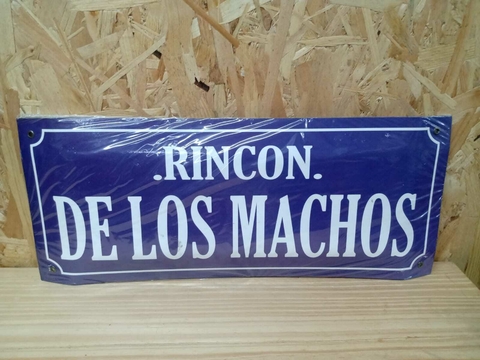 .RINCON.
DE LOS MACHOS